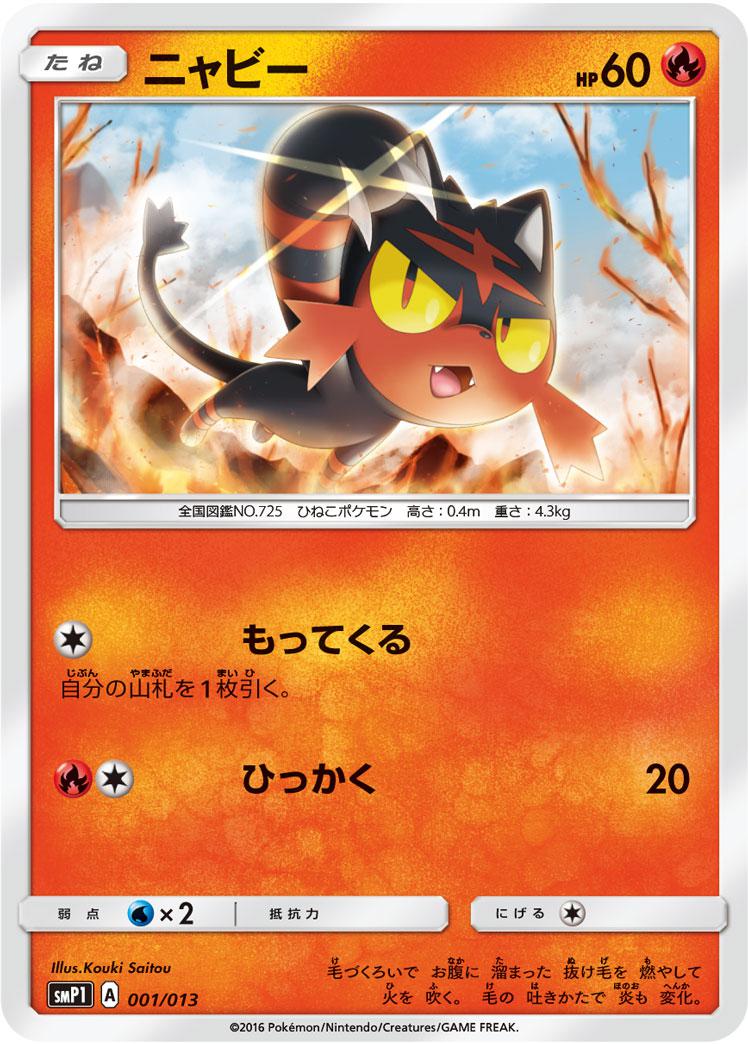 たね ニャビー HP60
全国図鑑NO.725 ひねこポケモン 高さ:0.4m 重さ:4.3kg
もってくる
自分の山札を1枚引く。
ひっかく 20
弱点 ×2 抵抗力 にげる
Illus.Kouki Saitou
毛づくろいで お腹に 溜まった 抜け毛を 燃やして
火を 吹く。 毛の 吐きかたで 炎も 変化。
SMP1 A 001/013
©2016 Pokémon/Nintendo/Creatures/GAME FREAK.